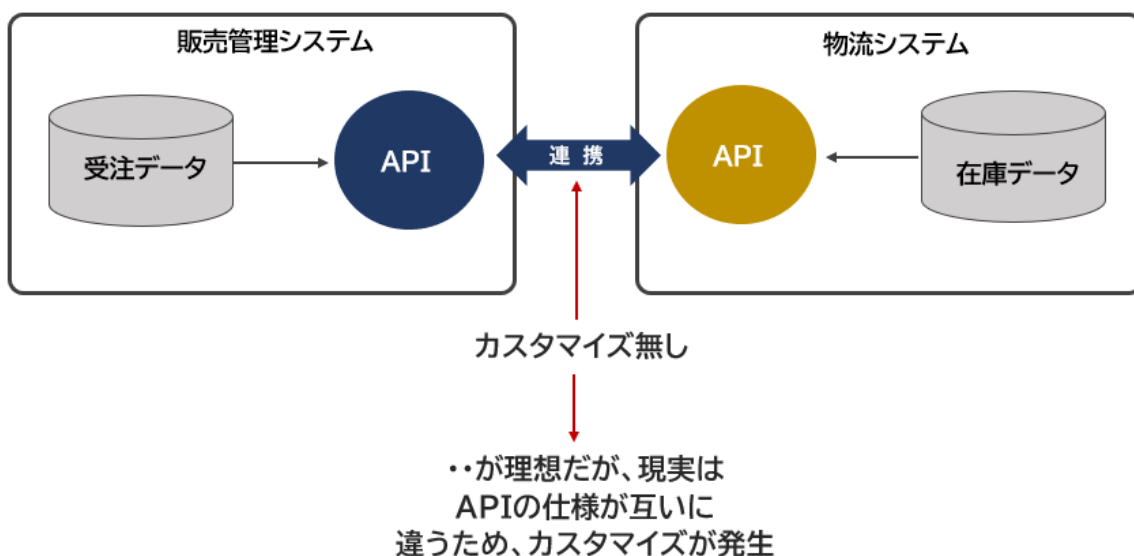 販売管理システム
物流システム
受注データ
API
連 携
API
在庫データ
カスタマイズ無し
・・が理想だが、現実は
APIの仕様が互いに
違うため、カスタマイズが発生